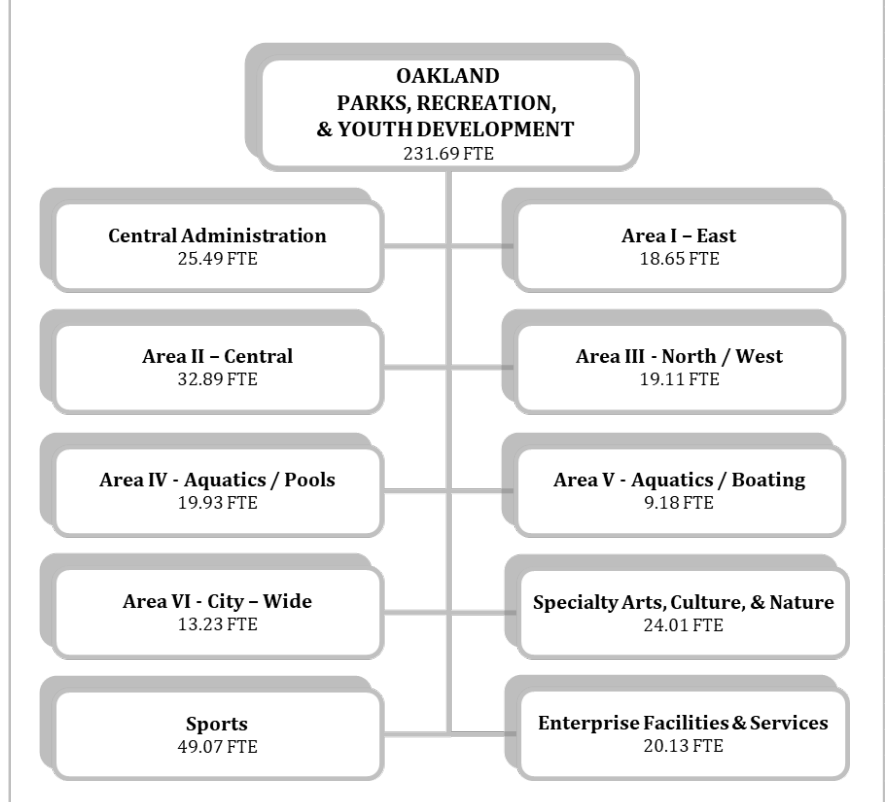 OAKLAND
PARKS, RECREATION,
& YOUTH DEVELOPMENT
231.69 FTE
Central Administration
25.49 FTE
Area I – East
18.65 FTE
Area II – Central
32.89 FTE
Area III - North / West
19.11 FTE
Area IV - Aquatics / Pools
19.93 FTE
Area V - Aquatics / Boating
9.18 FTE
Area VI - City – Wide
13.23 FTE
Specialty Arts, Culture, & Nature
24.01 FTE
Sports
49.07 FTE
Enterprise Facilities & Services
20.13 FTE